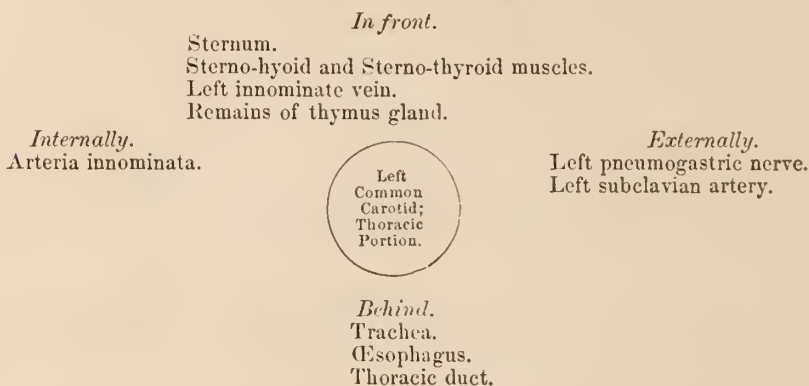 In front.
Sternum.
Sterno-hyoid and Sterno-thyroid muscles.
Left innominate vein.
Remains of thymus gland.
Internally.
Arteria innominata.
Externally.
Left pneumogastric nerve.
Left subclavian artery.
Left
Common
Carotid;
Thoracic
Portion.
Behind.
Trachea.
Œsophagus.
Thoracic duct.